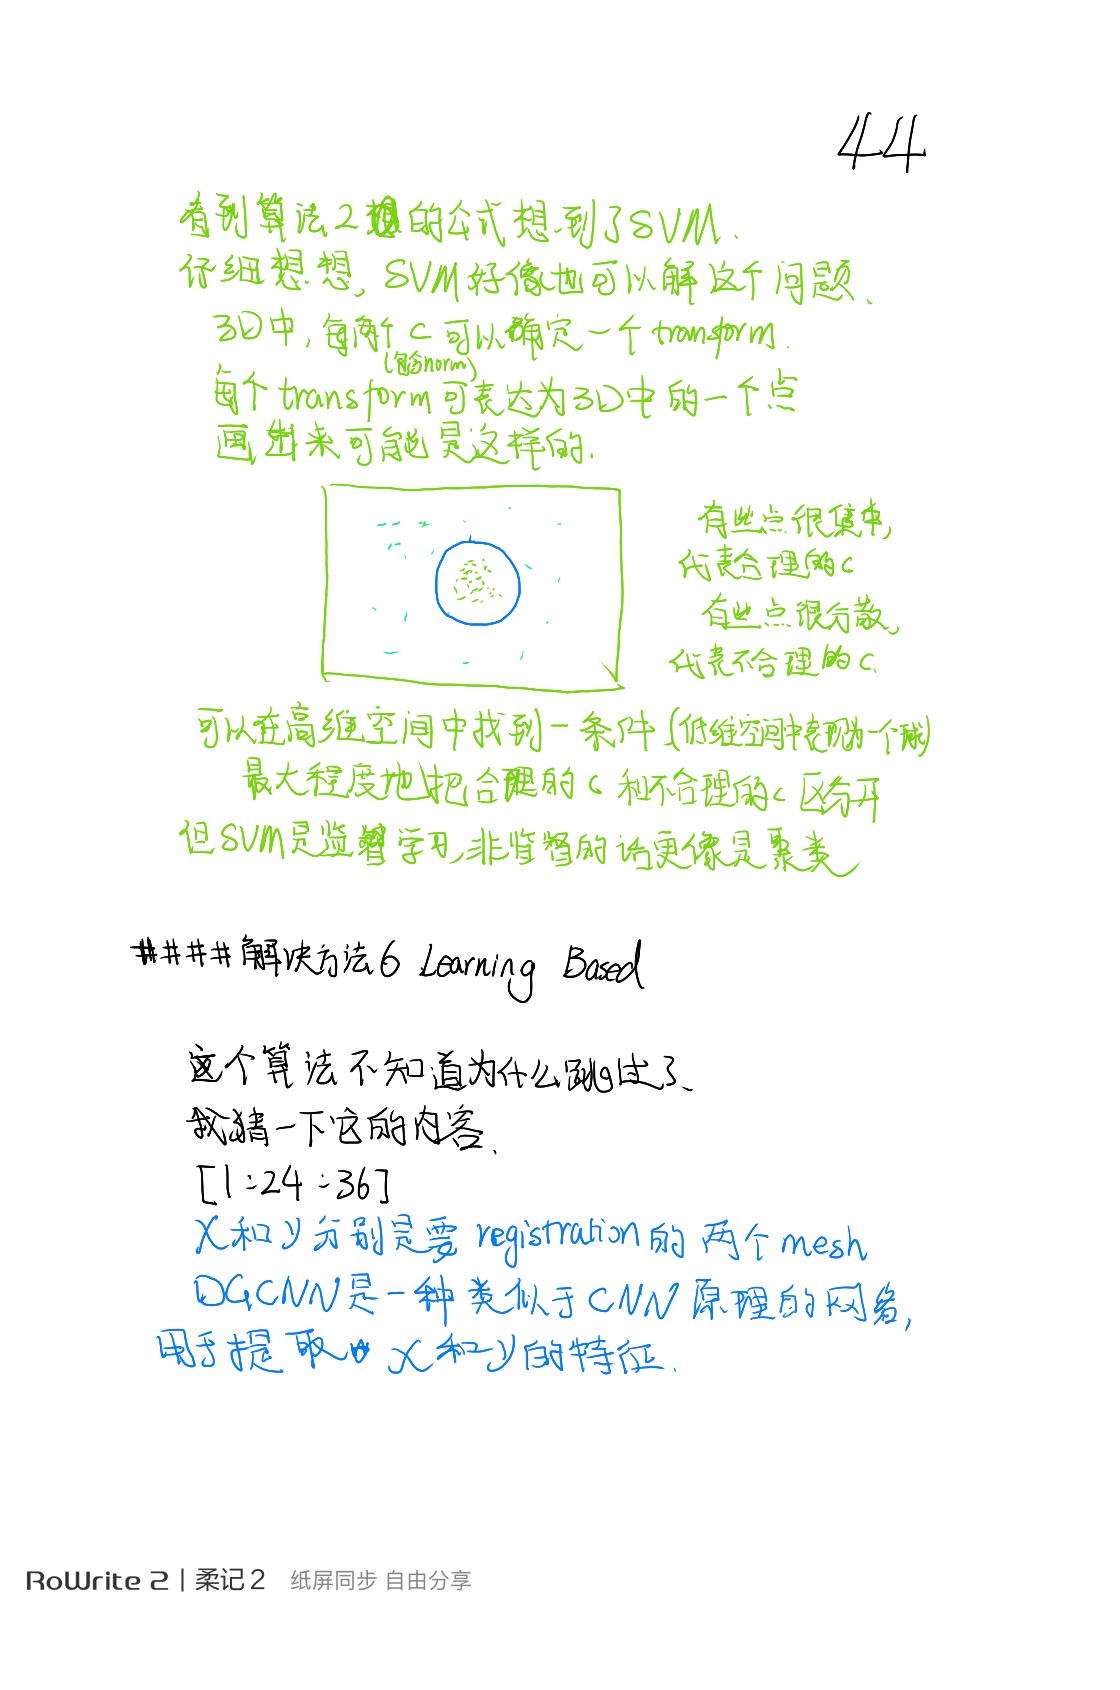 44
看到算法2的公式想到了SVM.
仔细想想, SVM好像也可以解这个问题.
3D中, 每两个C可以确定一个transform.
(包含norm)
每个transform可表达为3D中的一个点
画出来可能是这样的.
有些点很集中,
代表合理的C
有些点很分散,
代表不合理的C.
可以在高维空间中找到一条件(低维空间中表现为一个球)
最大程度地把合理的C和不合理的C区分开
但SVM是监督学习,非监督的话更像是聚类
####解决方法6 Learning Based
这个算法不知道为什么跳过了.
我猜一下它的内容.
[1:24:36]
X和y分别是要registration的两个mesh
DGCNN是一种类似于CNN原理的网络,
用于提取X和y的特征.
RoWrite 2 | 柔记 2 纸屏同步 自由分享